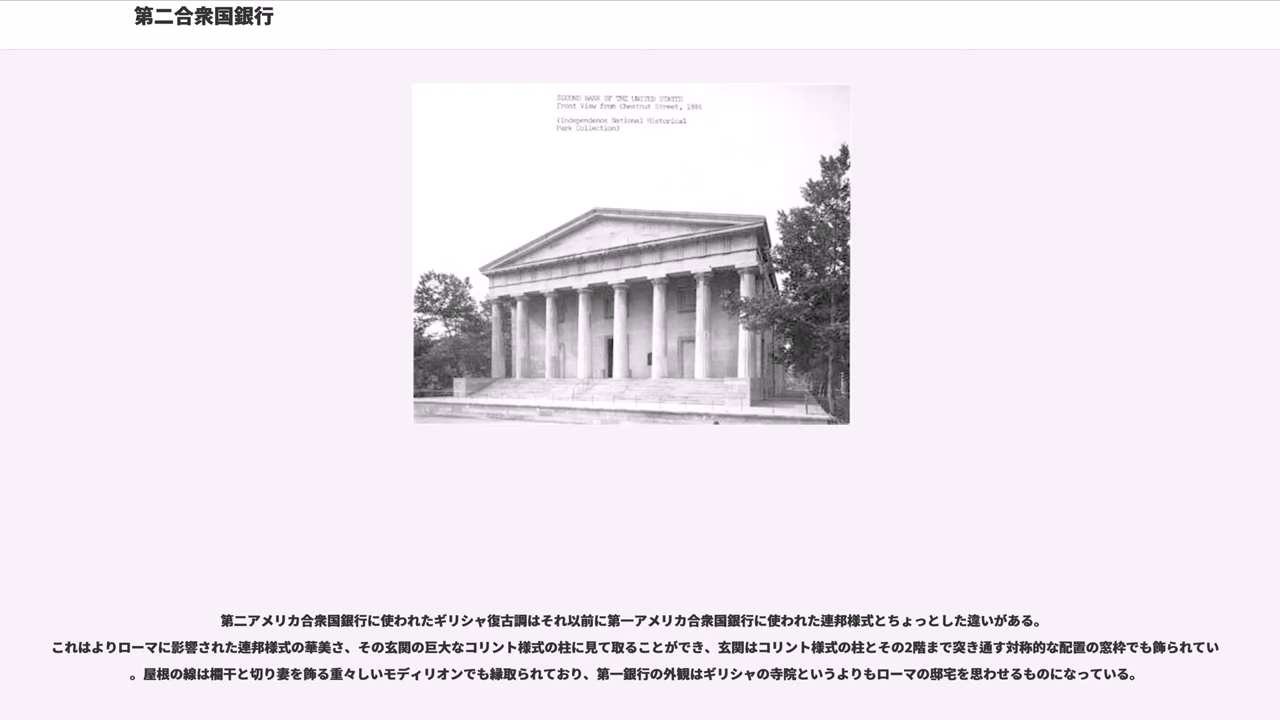 第二合衆国銀行
SECOND BANK OF THE UNITED STATES
Front View from Chestnut Street, 1986
(Independence National Historical
Park Collection)
第二アメリカ合衆国銀行に使われたギリシャ復古調はそれ以前に第一アメリカ合衆国銀行に使われた連邦様式とちょっとした違いがある。
これはよりローマに影響された連邦様式の華美さ、その玄関の巨大なコリント様式の柱に見て取ることができ、玄関はコリント様式の柱とその2階まで突き通す対称的な配置の窓枠でも飾られてい
。屋根の線は欄干と切り妻を飾る重々しいモディリオンでも縁取られており、第一銀行の外観はギリシャの寺院というよりもローマの邸宅を思わせるものになっている。